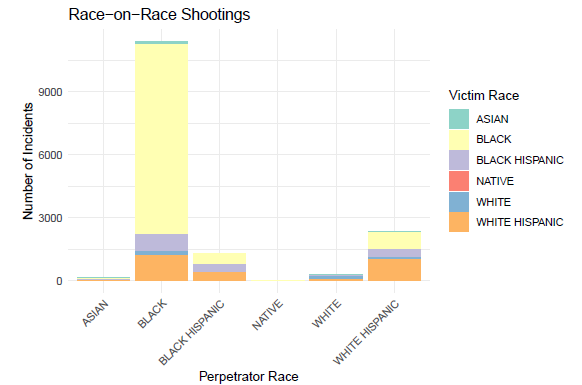 Race-on-Race Shootings
Number of Incidents
9000
6000
3000
0
ASIAN
BLACK
BLACK HISPANIC
NATIVE
WHITE
WHITE HISPANIC
Perpetrator Race
Victim Race
ASIAN
BLACK
BLACK HISPANIC
NATIVE
WHITE
WHITE HISPANIC